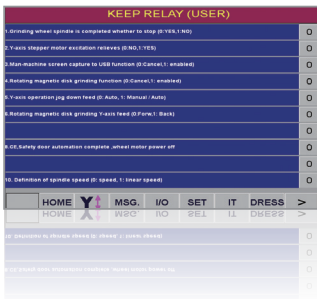 KEEP RELAY (USER)
1.Grinding wheel spindle is completed whether to stop (0:YES,1:NO) 0
2.Y-axis stepper motor excitation relieves (0:NO,1:YES) 0
3.Man-machine screen capture to USB function (0:Cancel,1: enabled) 0
4.Rotating magnetic disk grinding function (0:Cancel,1: enabled) 0
5.Y-axis operation jog down feed (0: Auto, 1: Manual / Auto) 0
6.Rotating magnetic disk grinding Y-axis feed (0:Forw,1: Back) 0
0
8.CE,Safety door automation complete ,wheel motor power off 0
0
10. Definition of spindle speed (0: speed, 1: linear speed) 0
HOME Y MSG. I/O SET IT DRESS >